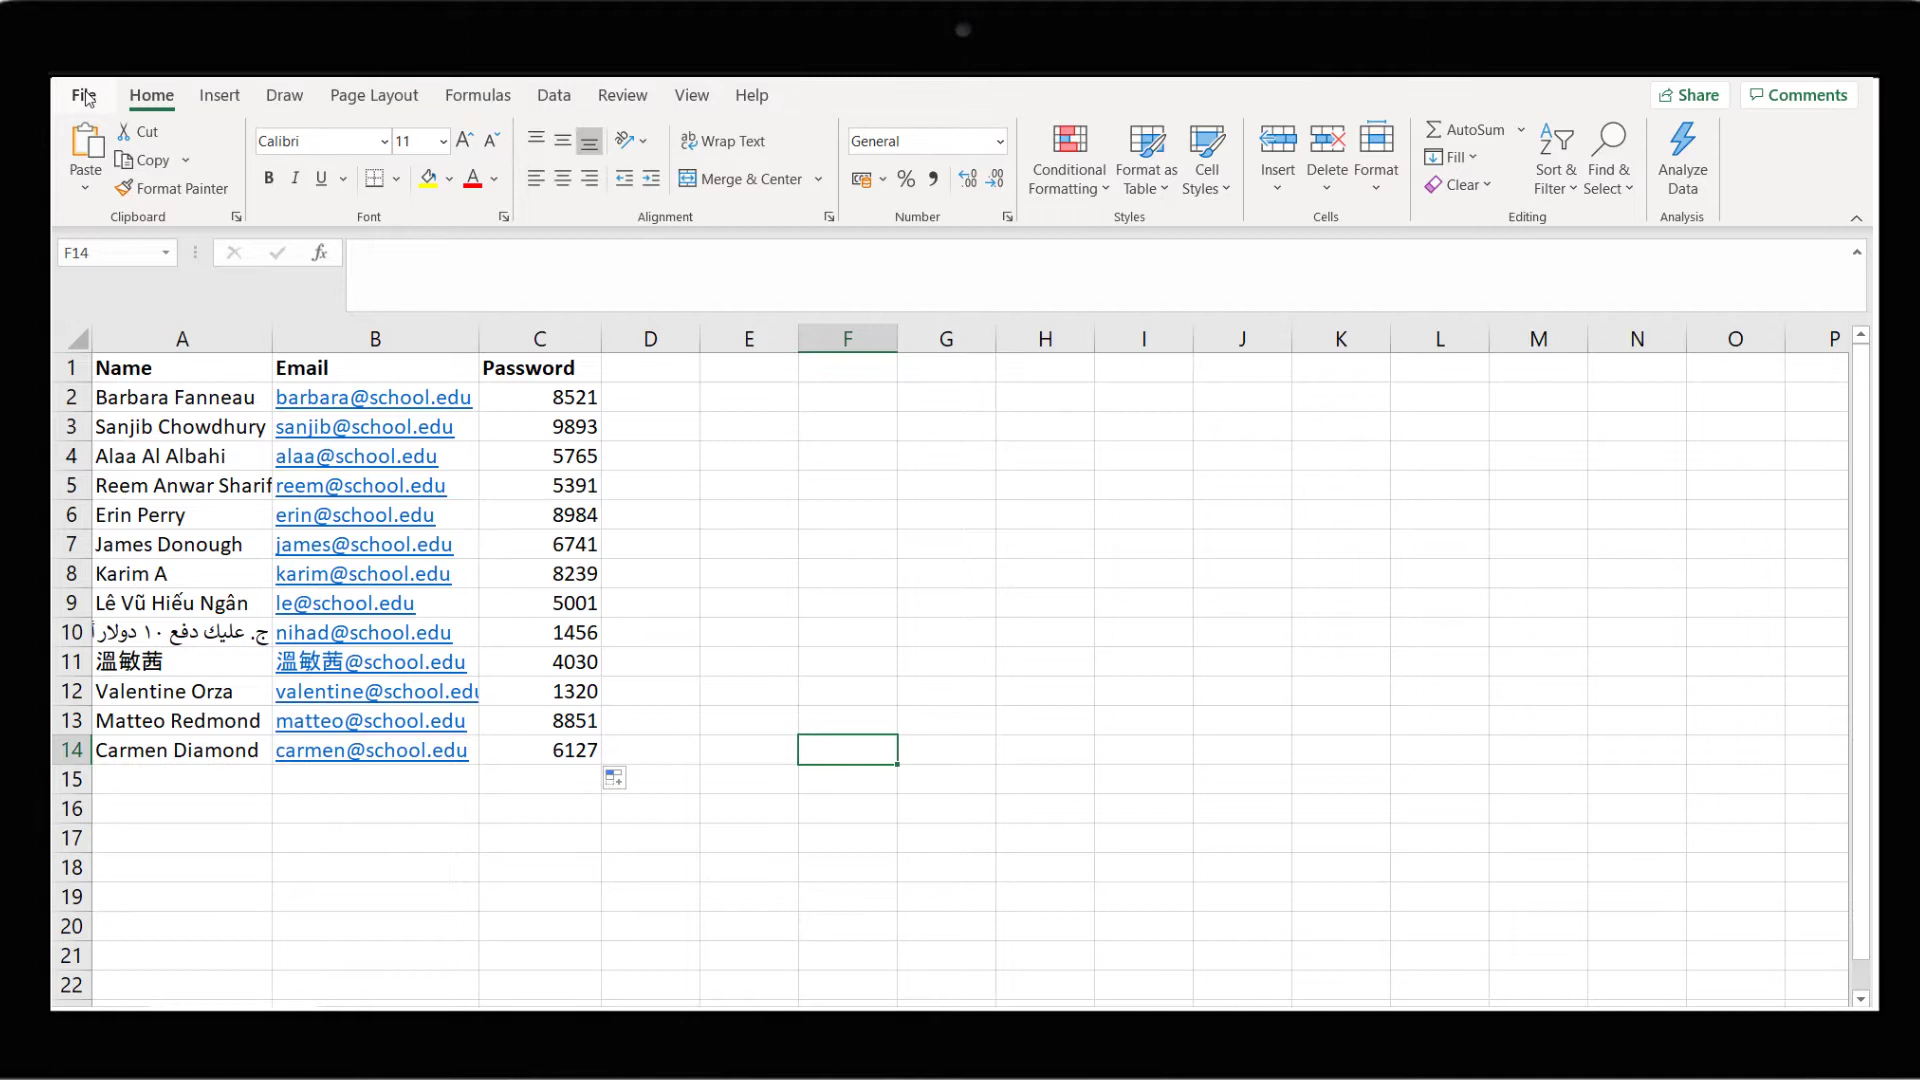 File Home Insert Draw Page Layout Formulas Data Review View Help Share Comments
Paste
Cut
Copy
Format Painter
Clipboard
Calibri 11
B I U A
Font
Wrap Text
Merge & Center
Alignment
General
%
Number
Conditional Formatting
Format as Table
Cell Styles
Styles
Insert Delete Format
Cells
AutoSum
Fill
Clear
Sort & Filter
Find & Select
Editing
Analyze Data
Analysis
F14 fx
A B C D E F G H I J K L M N O P
1 Name Email Password
2 Barbara Fanneau barbara@school.edu 8521
3 Sanjib Chowdhury sanjib@school.edu 9893
4 Alaa Al Albahi alaa@school.edu 5765
5 Reem Anwar Sharif reem@school.edu 5391
6 Erin Perry erin@school.edu 8984
7 James Donough james@school.edu 6741
8 Karim A karim@school.edu 8239
9 Lê Vũ Hiếu Ngân le@school.edu 5001
10 ج. عليك دفع ١٠ دولار nihad@school.edu 1456
11 溫敏茜 溫敏茜@school.edu 4030
12 Valentine Orza valentine@school.edu 1320
13 Matteo Redmond matteo@school.edu 8851
14 Carmen Diamond carmen@school.edu 6127
15
16
17
18
19
20
21
22